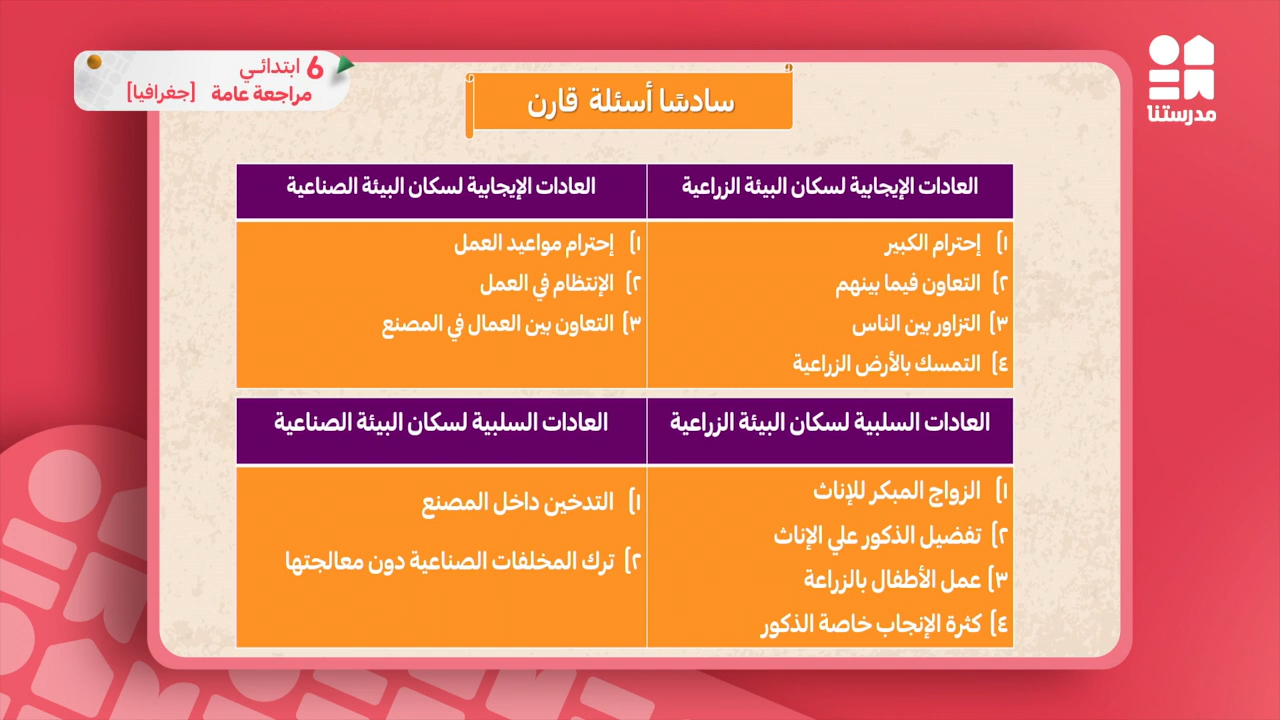 6 ابتدائي
مراجعة عامة [جغرافيا]
مدرستنا
سادسًا أسئلة قارن
العادات الإيجابية لسكان البيئة الزراعية
العادات الإيجابية لسكان البيئة الصناعية
١) إحترام الكبير
٢) التعاون فيما بينهم
٣) التزاور بين الناس
٤) التمسك بالأرض الزراعية
١) إحترام مواعيد العمل
٢) الإنتظام في العمل
٣) التعاون بين العمال في المصنع
العادات السلبية لسكان البيئة الزراعية
العادات السلبية لسكان البيئة الصناعية
١) الزواج المبكر للإناث
٢) تفضيل الذكور علي الإناث
٣) عمل الأطفال بالزراعة
٤) كثرة الإنجاب خاصة الذكور
١) التدخين داخل المصنع
٢) ترك المخلفات الصناعية دون معالجتها